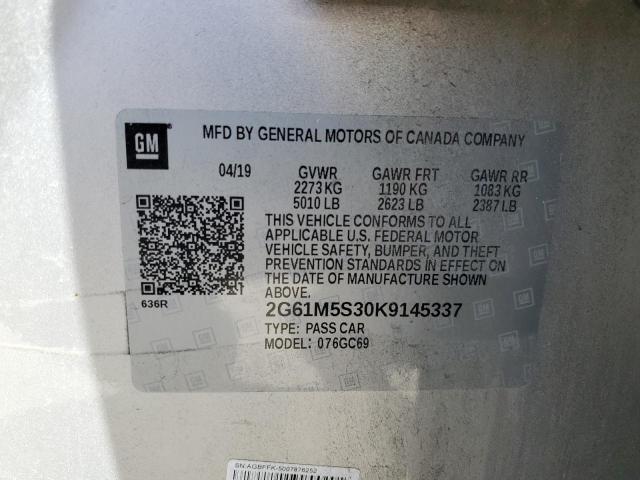 GM
MFD BY GENERAL MOTORS OF CANADA COMPANY
04/19 GVWR GAWR FRT GAWR RR
2273 KG 1190 KG 1083 KG
5010 LB 2623 LB 2387 LB
THIS VEHICLE CONFORMS TO ALL
APPLICABLE U.S. FEDERAL MOTOR
VEHICLE SAFETY, BUMPER, AND THEFT
PREVENTION STANDARDS IN EFFECT ON
THE DATE OF MANUFACTURE SHOWN
ABOVE.
636R
2G61M5S30K9145337
TYPE: PASS CAR
MODEL: 076GC69
SN:AGBFFK-5007876252